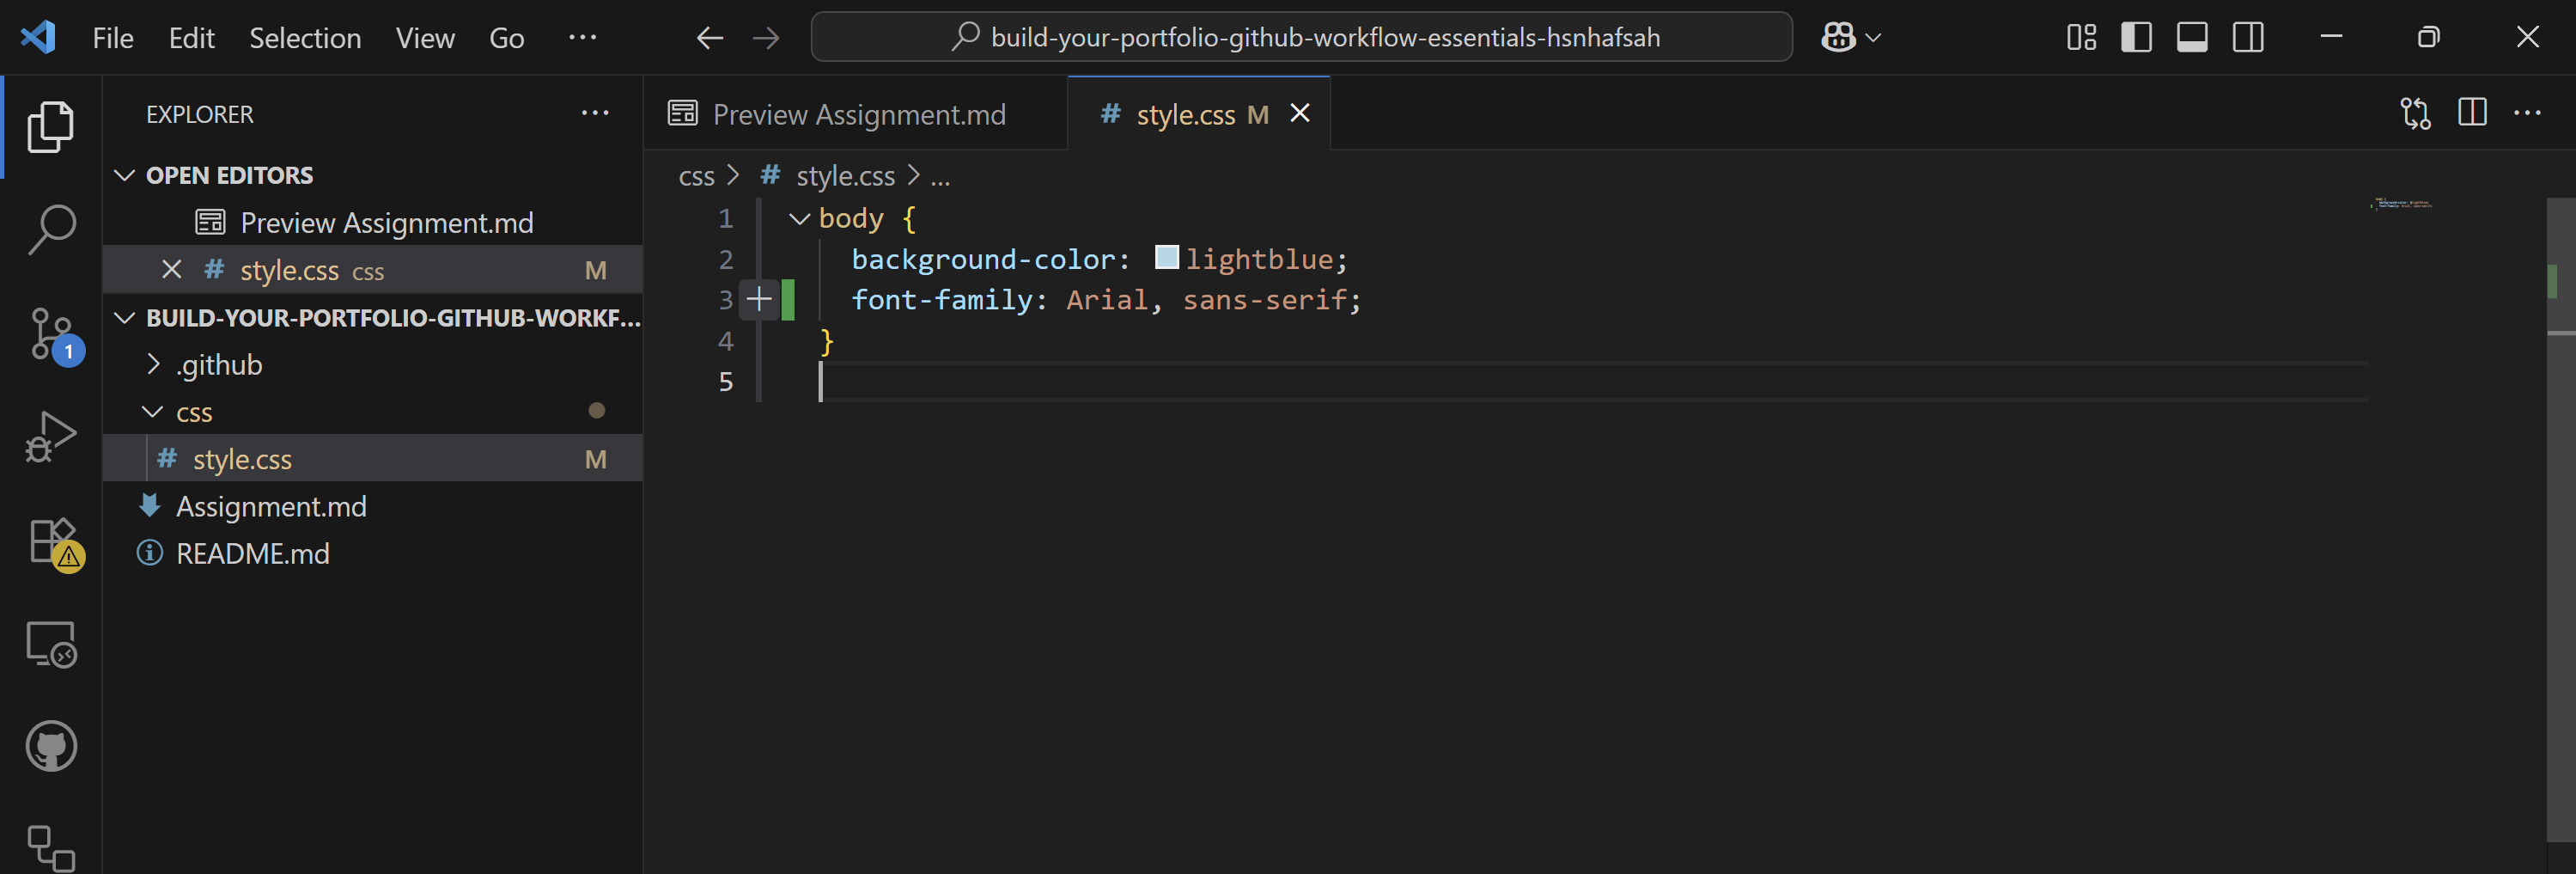 File Edit Selection View Go ···
build-your-portfolio-github-workflow-essentials-hsnhafsah
EXPLORER ···
OPEN EDITORS
Preview Assignment.md
# style.css css M
BUILD-YOUR-PORTFOLIO-GITHUB-WORKF...
.github
css
# style.css M
Assignment.md
README.md
1
Preview Assignment.md
# style.css M
css > # style.css > ...
1 body {
2 background-color: lightblue;
3 font-family: Arial, sans-serif;
4 }
5